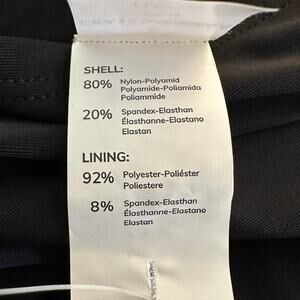 SHELL:
80% Nylon-Polyamid
Polyamide-Poliamida
Poliammide
20% Spandex-Elasthan
Élasthanne-Elastano
Elastan
LINING:
92% Polyester-Poliéster
Poliestere
8% Spandex-Elasthan
Élasthanne-Elastano
Elastan